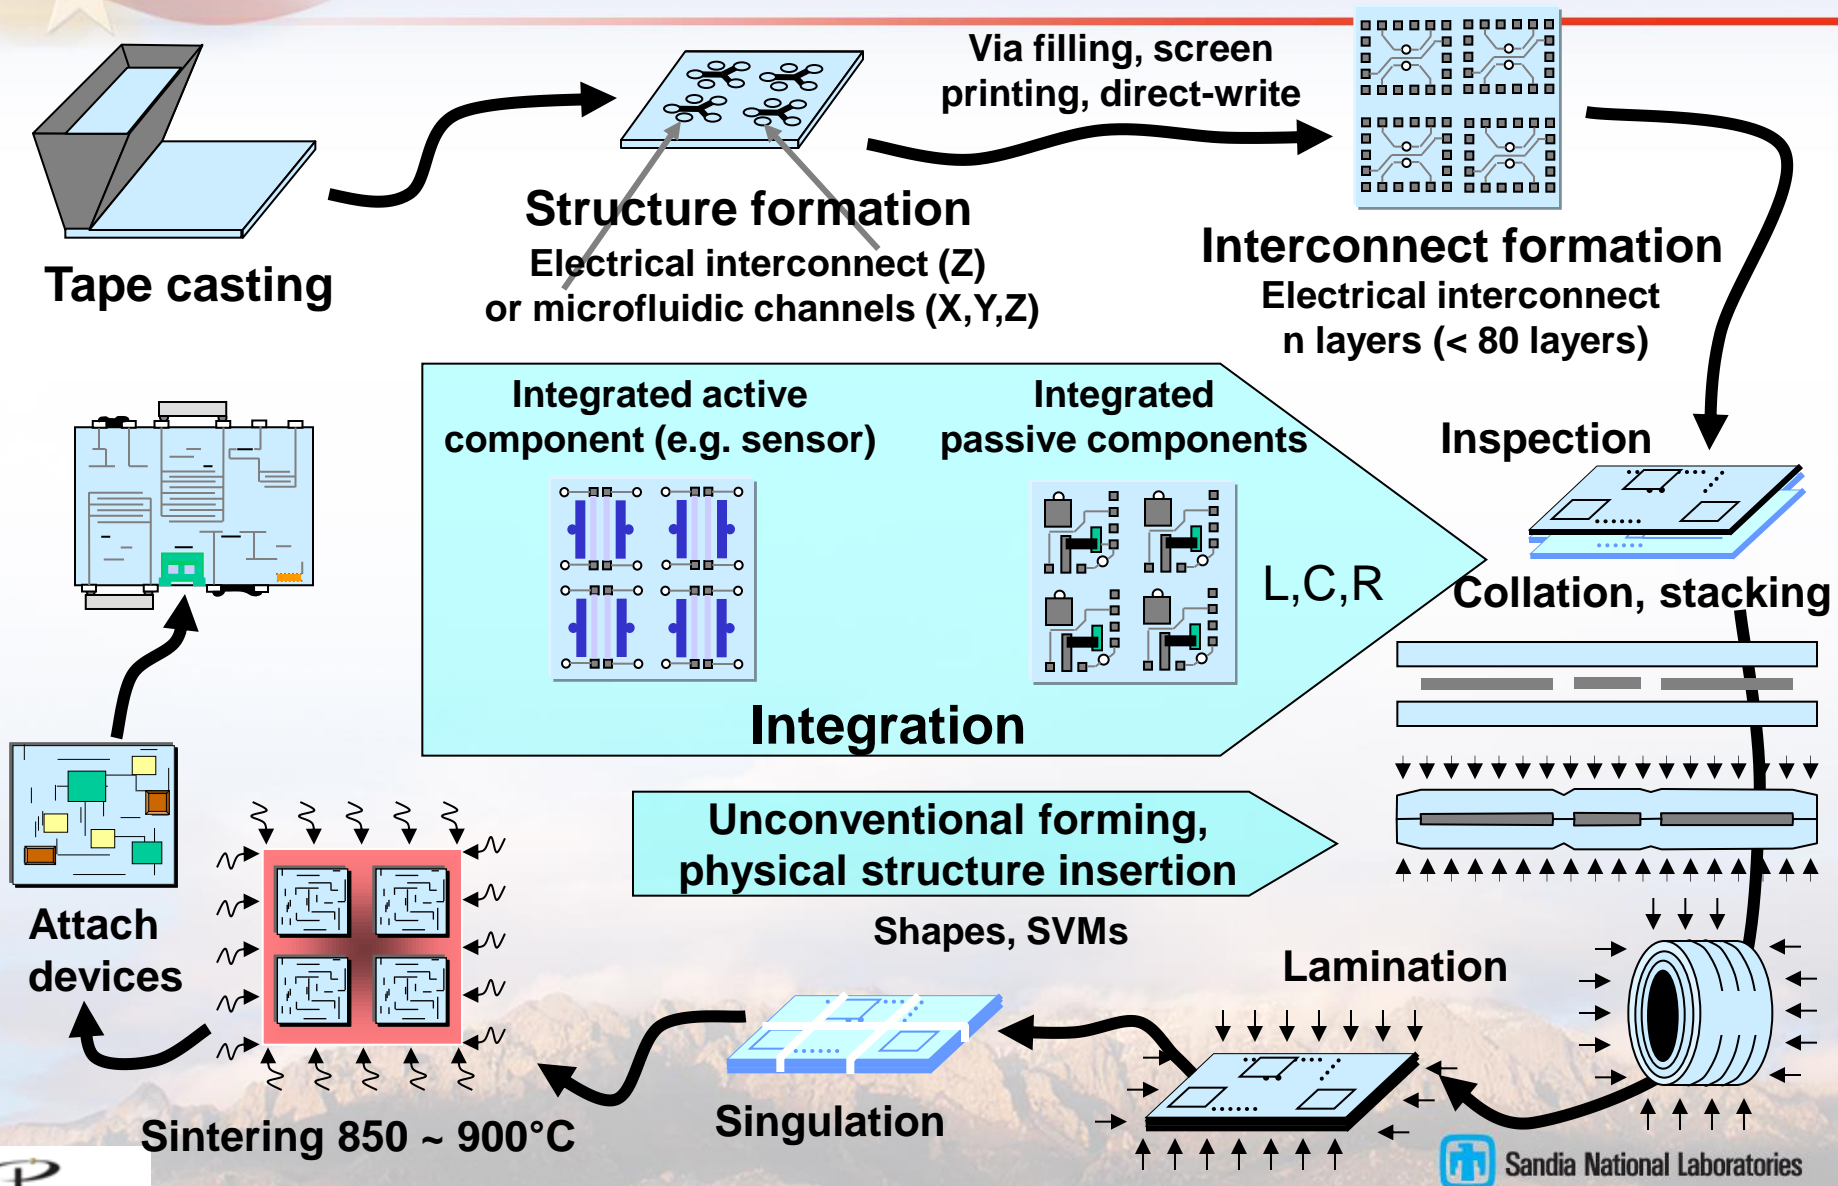 Via filling, screen
printing, direct-write
Tape casting
Structure formation
Electrical interconnect (Z)
or microfluidic channels (X,Y,Z)
Interconnect formation
Electrical interconnect
n layers (< 80 layers)
Integrated active
component (e.g. sensor)
Integrated
passive components
L,C,R
Integration
Inspection
Collation, stacking
Unconventional forming,
physical structure insertion
Shapes, SVMs
Lamination
Singulation
Sintering 850 ~ 900°C
Attach
devices
Sandia National Laboratories